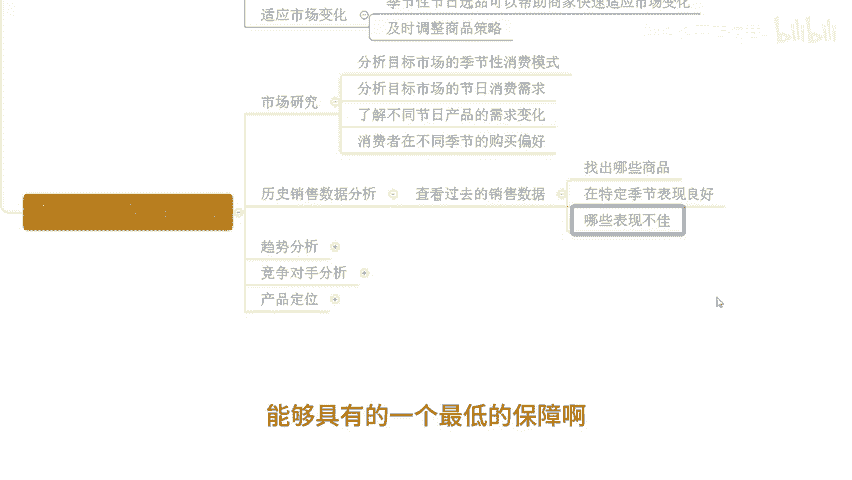 季节性节日选品可以帮助商家快速适应市场变化
适应市场变化
及时调整商品策略
bilibili
分析目标市场的季节性消费模式
分析目标市场的节日消费需求
市场研究
了解不同节日产品的需求变化
消费者在不同季节的购买偏好
找出哪些商品
历史销售数据分析
查看过去的销售数据
在特定季节表现良好
哪些表现不佳
趋势分析
竞争对手分析
产品定位
能够具有的一个最低的保障啊